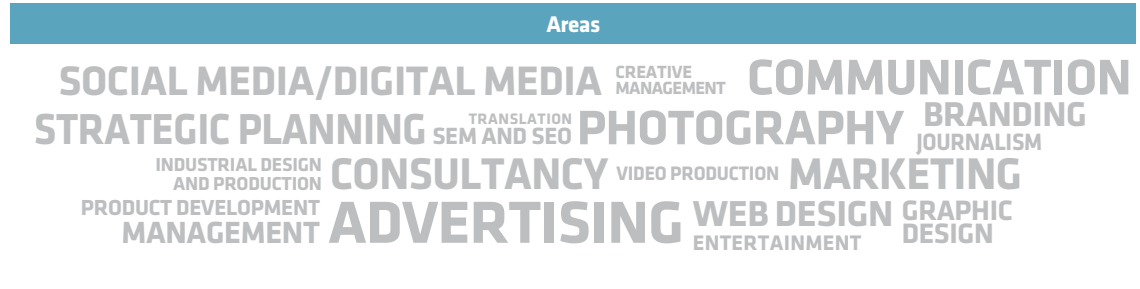 Areas
SOCIAL MEDIA/DIGITAL MEDIA
CREATIVE
MANAGEMENT
COMMUNICATION
STRATEGIC PLANNING
TRANSLATION
SEM AND SEO
PHOTOGRAPHY
BRANDING
JOURNALISM
INDUSTRIAL DESIGN
AND PRODUCTION
CONSULTANCY
VIDEO PRODUCTION
MARKETING
PRODUCT DEVELOPMENT
MANAGEMENT
ADVERTISING
WEB DESIGN
ENTERTAINMENT
GRAPHIC
DESIGN